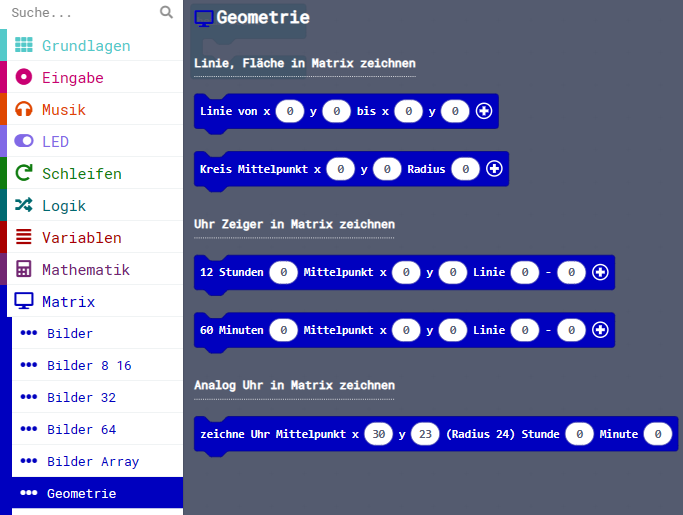 Suche...
Grundlagen
Eingabe
Musik
LED
Schleifen
Logik
Variablen
Mathematik
Matrix
Bilder
Bilder 8 16
Bilder 32
Bilder 64
Bilder Array
Geometrie
Geometrie
Linie, Fläche in Matrix zeichnen
Linie von x 0 y 0 bis x 0 y 0
Kreis Mittelpunkt x 0 y 0 Radius 0
Uhr Zeiger in Matrix zeichnen
12 Stunden 0 Mittelpunkt x 0 y 0 Linie 0 - 0
60 Minuten 0 Mittelpunkt x 0 y 0 Linie 0 - 0
Analog Uhr in Matrix zeichnen
zeichne Uhr Mittelpunkt x 30 y 23 (Radius 24) Stunde 0 Minute 0